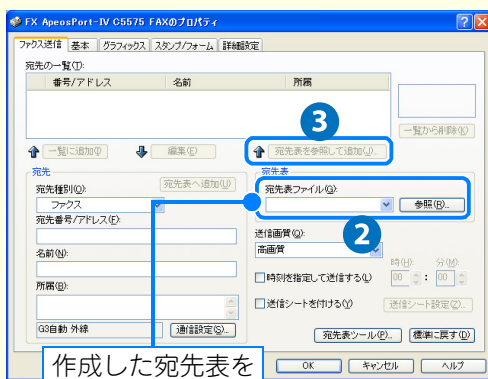 FX ApeosPort-IV C5575 FAXのプロパティ
ファクス送信 基本 グラフィックス スタンプ/フォーム 詳細設定
宛先の一覧(T):
番号/アドレス 名前 所属
3
一覧から削除(K)
一覧に追加(I) 編集(E) 宛先表を参照して追加(J)...
宛先 宛先表
宛先種別(O): 宛先表へ追加(U) 宛先表ファイル(G):
ファクス 参照(B)...
宛先番号/アドレス(F):
2
送信画質(Q):
高画質
名前(N):
時(H): 分(M):
時刻を指定して送信する(L) 00 : 00
所属(R):
送信シートを付ける(Y) 送信シート設定(Z)...
G3自動 外線 通信設定(S)...
宛先表ツール(P)... 標準に戻す(D)
作成した宛先表を
OK キャンセル ヘルプ